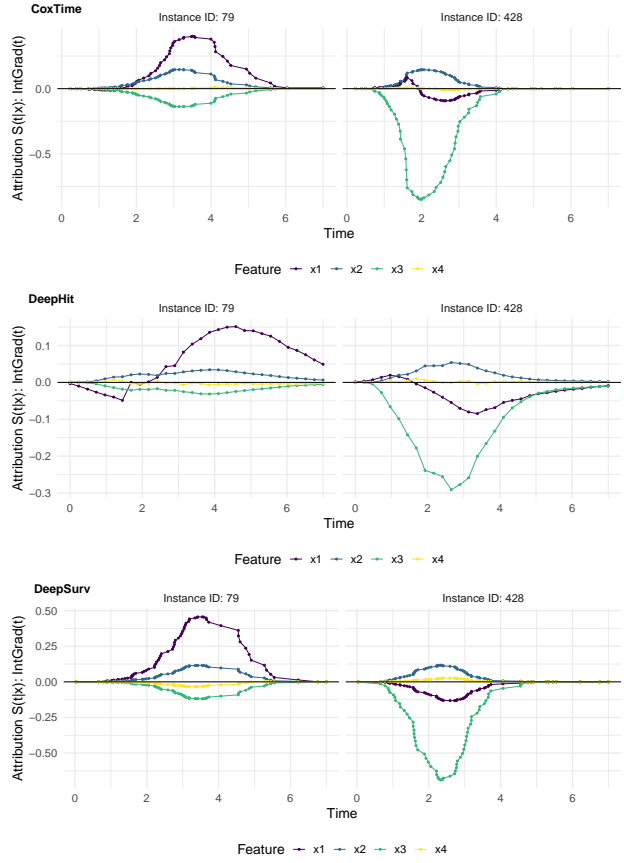 CoxTime
Instance ID: 79
Instance ID: 428
Attribution S(t|x): IntGrad(t)
0.0
−0.5
0 2 4 6 0 2 4 6
Time
Feature x1 x2 x3 x4
DeepHit
Instance ID: 79
Instance ID: 428
Attribution S(t|x): IntGrad(t)
0.1
0.0
−0.1
−0.2
−0.3
0 2 4 6 0 2 4 6
Time
Feature x1 x2 x3 x4
DeepSurv
Instance ID: 79
Instance ID: 428
Attribution S(t|x): IntGrad(t)
0.50
0.25
0.00
−0.25
−0.50
0 2 4 6 0 2 4 6
Time
Feature x1 x2 x3 x4